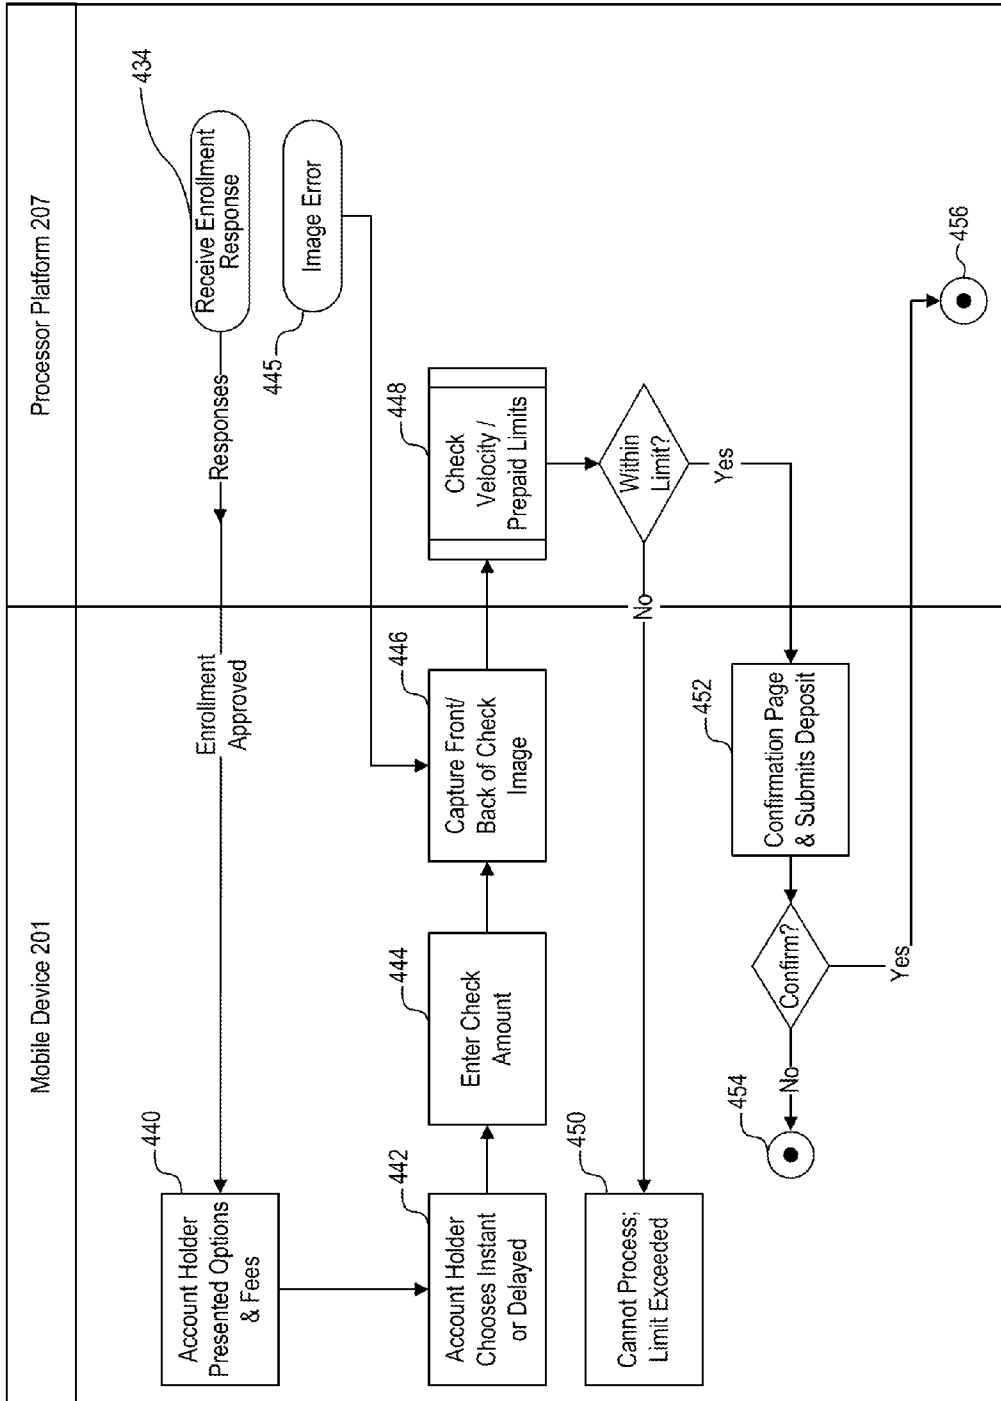 Mobile Device 201
Processor Platform 207
434
Receive Enrollment
Response
Responses
Enrollment
Approved
440
Account Holder
Presented Options
& Fees
445
Image Error
442
Account Holder
Chooses Instant
or Delayed
444
Enter Check
Amount
446
Capture Front/
Back of Check
Image
448
Check
Velocity /
Prepaid Limits
450
Cannot Process;
Limit Exceeded
No
Within
Limit?
Yes
452
Confirmation Page
& Submits Deposit
454
No
Confirm?
Yes
456